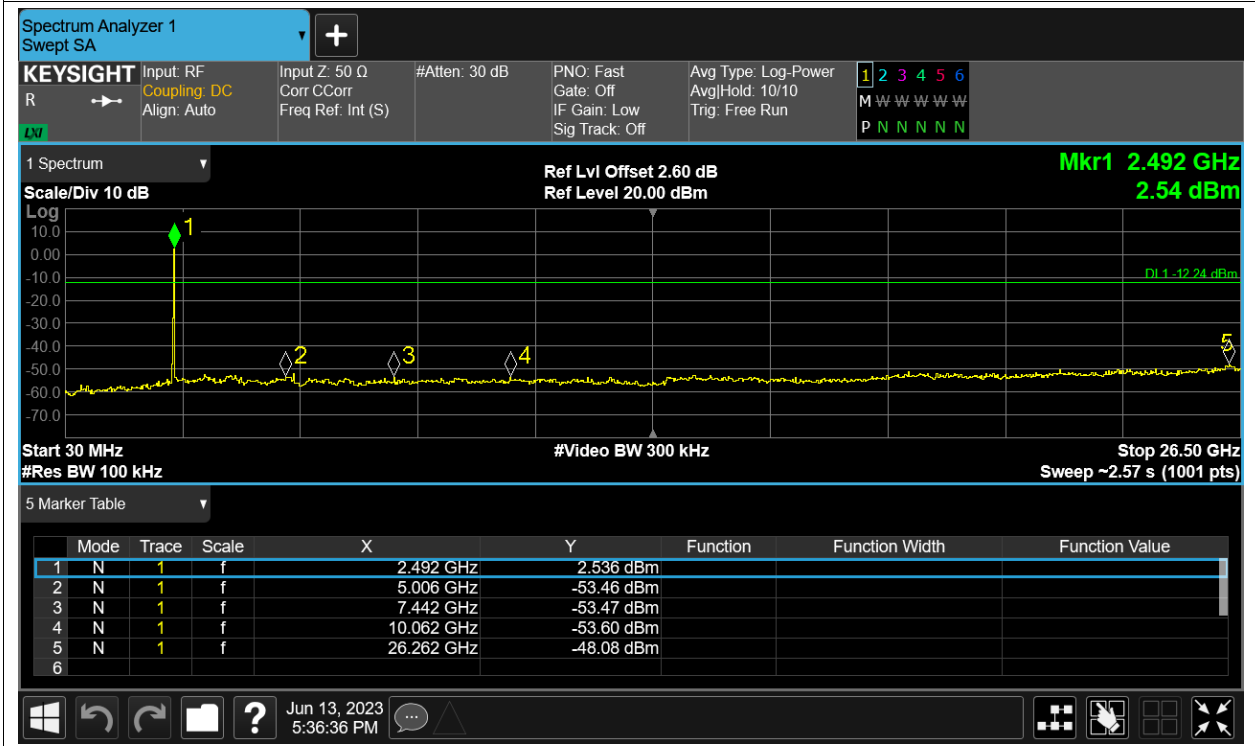 Spectrum Analyzer 1
Swept SA
+
KEYSIGHT
R
LXI
Input: RF
Coupling: DC
Align: Auto
Input Z: 50 Ω
Corr CCorr
Freq Ref: Int (S)
#Atten: 30 dB
PNO: Fast
Gate: Off
IF Gain: Low
Sig Track: Off
Avg Type: Log-Power
Avg|Hold: 10/10
Trig: Free Run
1 2 3 4 5 6
M W W W W W
P N N N N N
1 Spectrum
Scale/Div 10 dB
Ref Lvl Offset 2.60 dB
Ref Level 20.00 dBm
Mkr1 2.492 GHz
2.54 dBm
Log
10.0
0.00
-10.0
-20.0
-30.0
-40.0
-50.0
-60.0
-70.0
1
2
3
4
5
DL1 -12.24 dBm
Start 30 MHz
#Res BW 100 kHz
#Video BW 300 kHz
Stop 26.50 GHz
Sweep ~2.57 s (1001 pts)
5 Marker Table
Mode Trace Scale X Y Function Function Width Function Value
1 N 1 f 2.492 GHz 2.536 dBm
2 N 1 f 5.006 GHz -53.46 dBm
3 N 1 f 7.442 GHz -53.47 dBm
4 N 1 f 10.062 GHz -53.60 dBm
5 N 1 f 26.262 GHz -48.08 dBm
6
?
Jun 13, 2023
5:36:36 PM